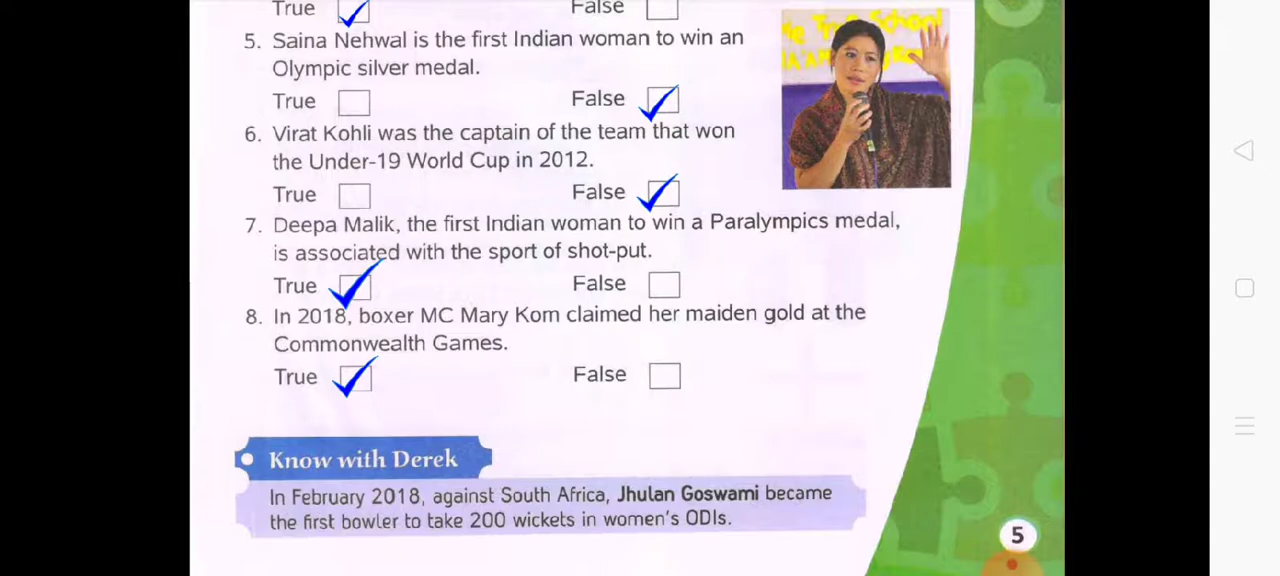 True False
5. Saina Nehwal is the first Indian woman to win an
Olympic silver medal.
True False
6. Virat Kohli was the captain of the team that won
the Under-19 World Cup in 2012.
True False
7. Deepa Malik, the first Indian woman to win a Paralympics medal,
is associated with the sport of shot-put.
True False
8. In 2018, boxer MC Mary Kom claimed her maiden gold at the
Commonwealth Games.
True False
Know with Derek
In February 2018, against South Africa, Jhulan Goswami became
the first bowler to take 200 wickets in women's ODIs.
5